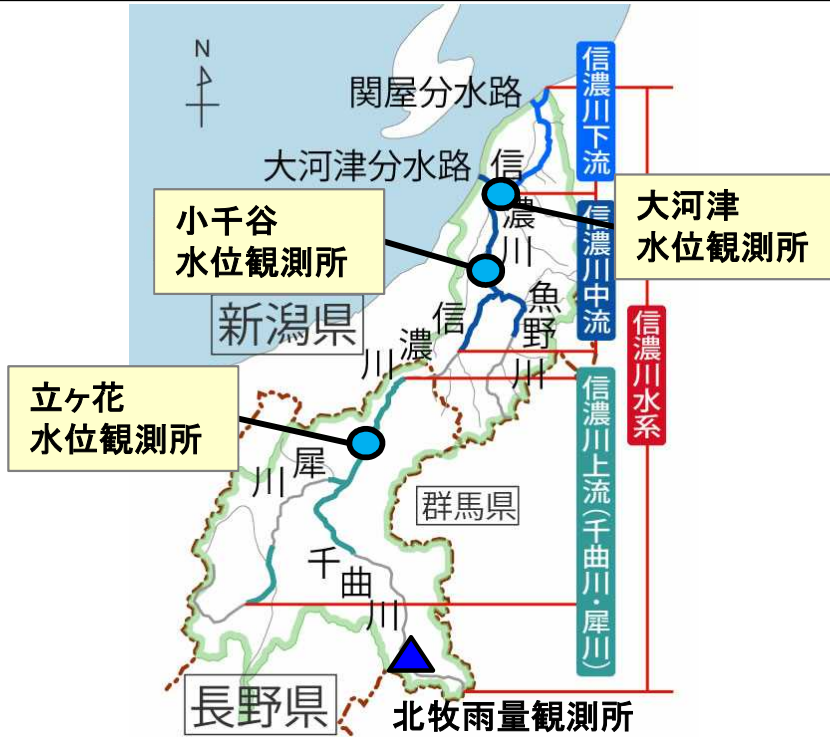 N
関屋分水路
大河津分水路
信濃川下流
小千谷
水位観測所
大河津
水位観測所
信濃川
信濃川中流
魚野川
新潟県
信濃川
信濃川水系
立ヶ花
水位観測所
信濃川上流(千曲川・犀川)
犀川
群馬県
千曲川
長野県
北牧雨量観測所